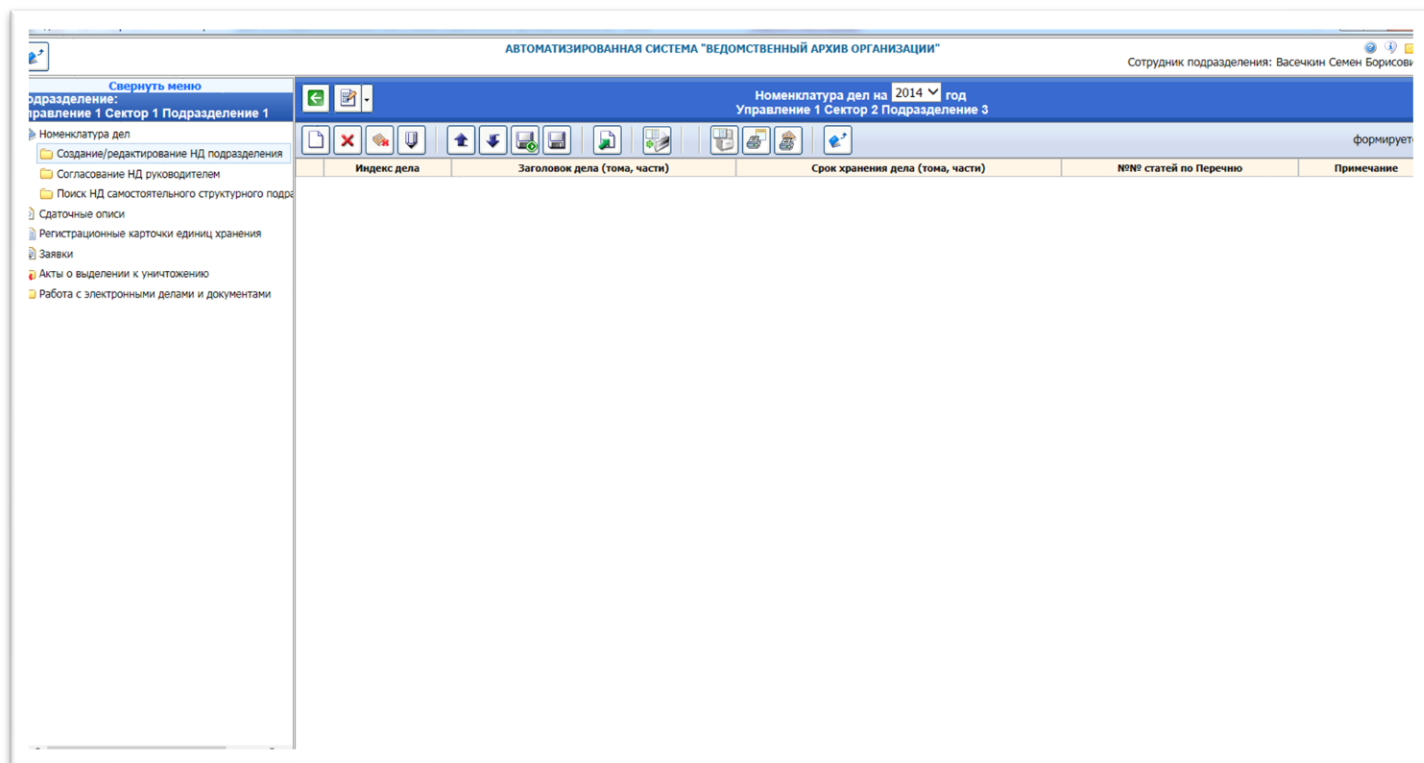 АВТОМАТИЗИРОВАННАЯ СИСТЕМА "ВЕДОМСТВЕННЫЙ АРХИВ ОРГАНИЗАЦИИ"
Сотрудник подразделения: Васечкин Семен Борисови
Свернуть меню
одразделение:
правление 1 Сектор 1 Подразделение 1
Номенклатура дел
Создание/редактирование НД подразделения
Согласование НД руководителем
Поиск НД самостоятельного структурного подра
Сдаточные описи
Регистрационные карточки единиц хранения
Заявки
Акты о выделении к уничтожению
Работа с электронными делами и документами
Номенклатура дел на 2014 год
Управление 1 Сектор 2 Подразделение 3
формирует
Индекс дела Заголовок дела (тома, части) Срок хранения дела (тома, части) №№ статей по Перечню Примечание